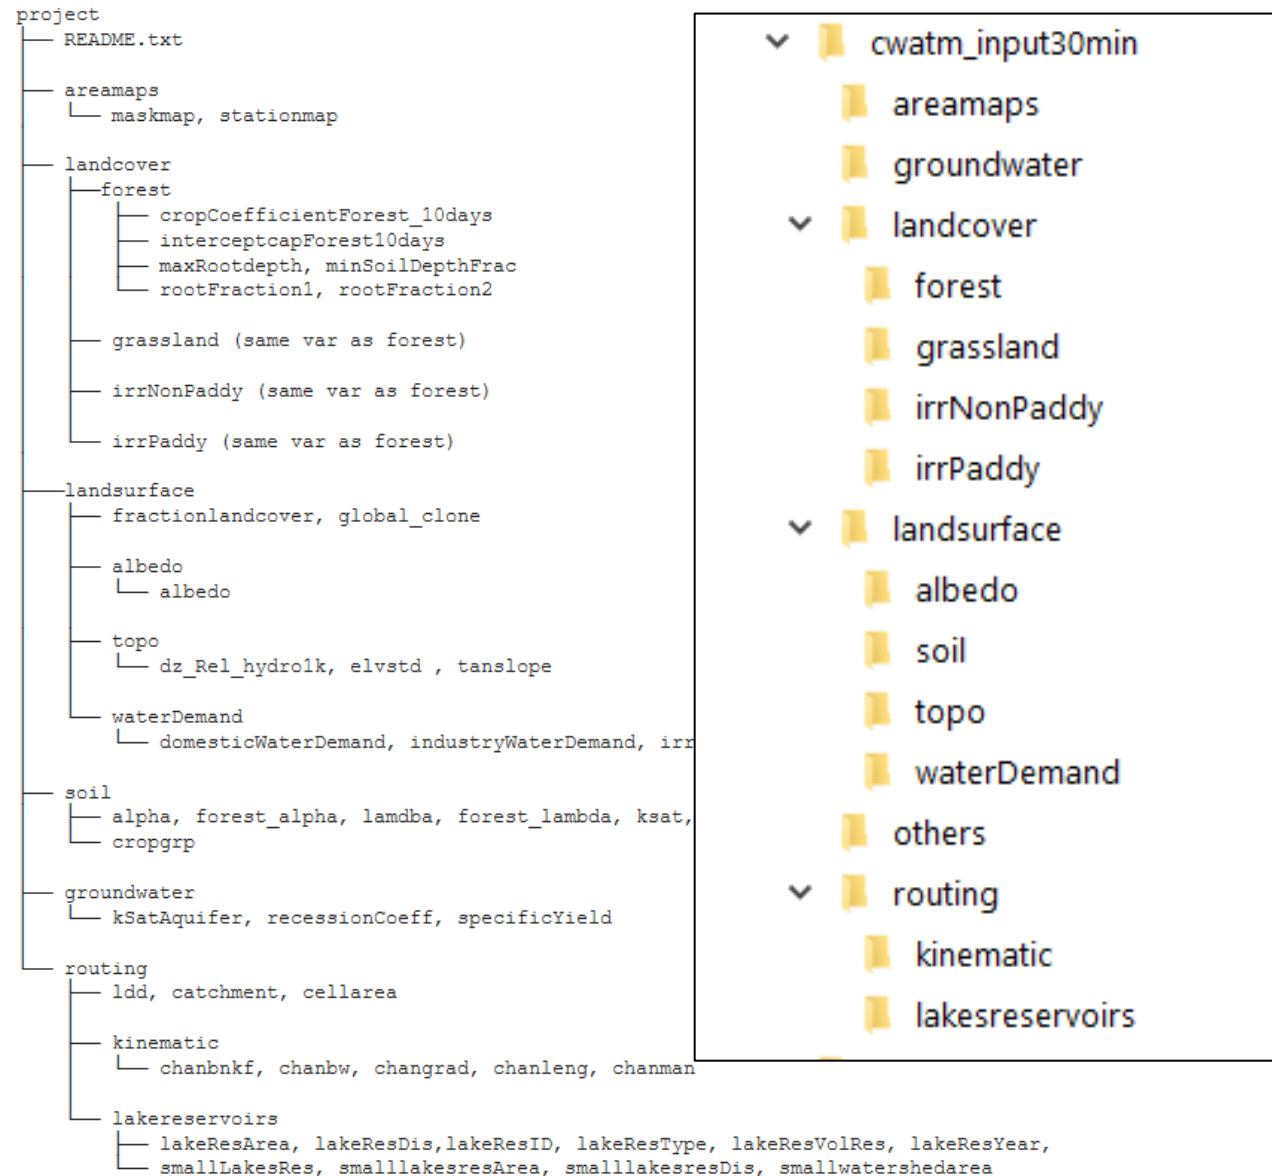 project
README.txt
areamaps
maskmap, stationmap
landcover
forest
cropCoefficientForest_10days
interceptcapForest10days
maxRootdepth, minSoilDepthFrac
rootFraction1, rootFraction2
grassland (same var as forest)
irrNonPaddy (same var as forest)
irrPaddy (same var as forest)
landsurface
fractionlandcover, global_clone
albedo
albedo
topo
dz_Rel_hydro1k, elvstd , tanslope
waterDemand
domesticWaterDemand, industryWaterDemand, irr
soil
alpha, forest_alpha, lamdba, forest_lambda, ksat,
cropgrp
groundwater
kSatAquifer, recessionCoeff, specificYield
routing
ldd, catchment, cellarea
kinematic
chanbnkf, chanbw, changrad, chanleng, chanman
lakereservoirs
lakeResArea, lakeResDis,lakeResID, lakeResType, lakeResVolRes, lakeResYear,
smallLakesRes, smalllakesresArea, smalllakesresDis, smallwatershedarea
cwatm_input30min
areamaps
groundwater
landcover
forest
grassland
irrNonPaddy
irrPaddy
landsurface
albedo
soil
topo
waterDemand
others
routing
kinematic
lakesreservoirs